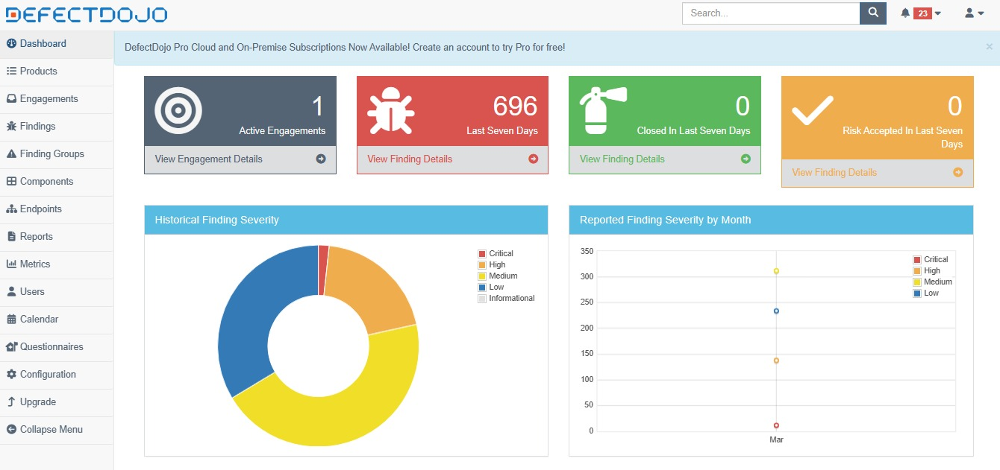 DEFECTDOJO
Search...
23
DefectDojo Pro Cloud and On-Premise Subscriptions Now Available! Create an account to try Pro for free!
×
Dashboard
Products
Engagements
Findings
Finding Groups
Components
Endpoints
Reports
Metrics
Users
Calendar
Questionnaires
Configuration
Upgrade
Collapse Menu
1
Active Engagements
View Engagement Details
696
Last Seven Days
View Finding Details
0
Closed In Last Seven Days
View Finding Details
0
Risk Accepted In Last Seven
Days
View Finding Details
Historical Finding Severity
Critical
High
Medium
Low
Informational
Reported Finding Severity by Month
350
300
250
200
150
100
50
0
Mar
Critical
High
Medium
Low